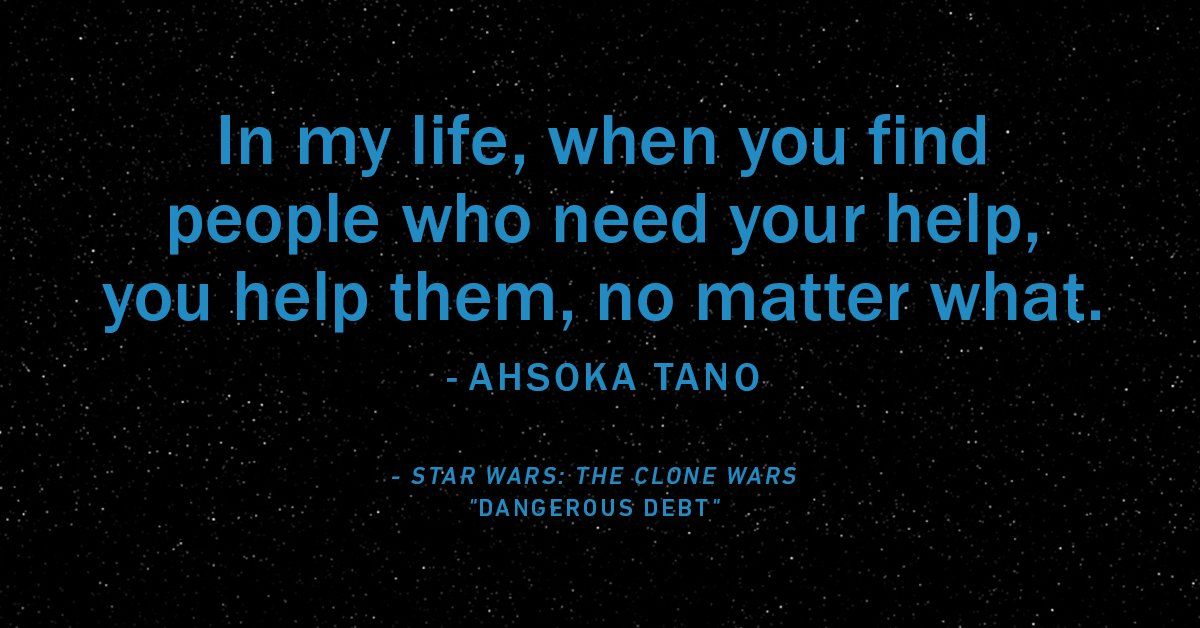 In my life, when you find
people who need your help,
you help them, no matter what.
- AHSOKA TANO
- STAR WARS: THE CLONE WARS
"DANGEROUS DEBT"